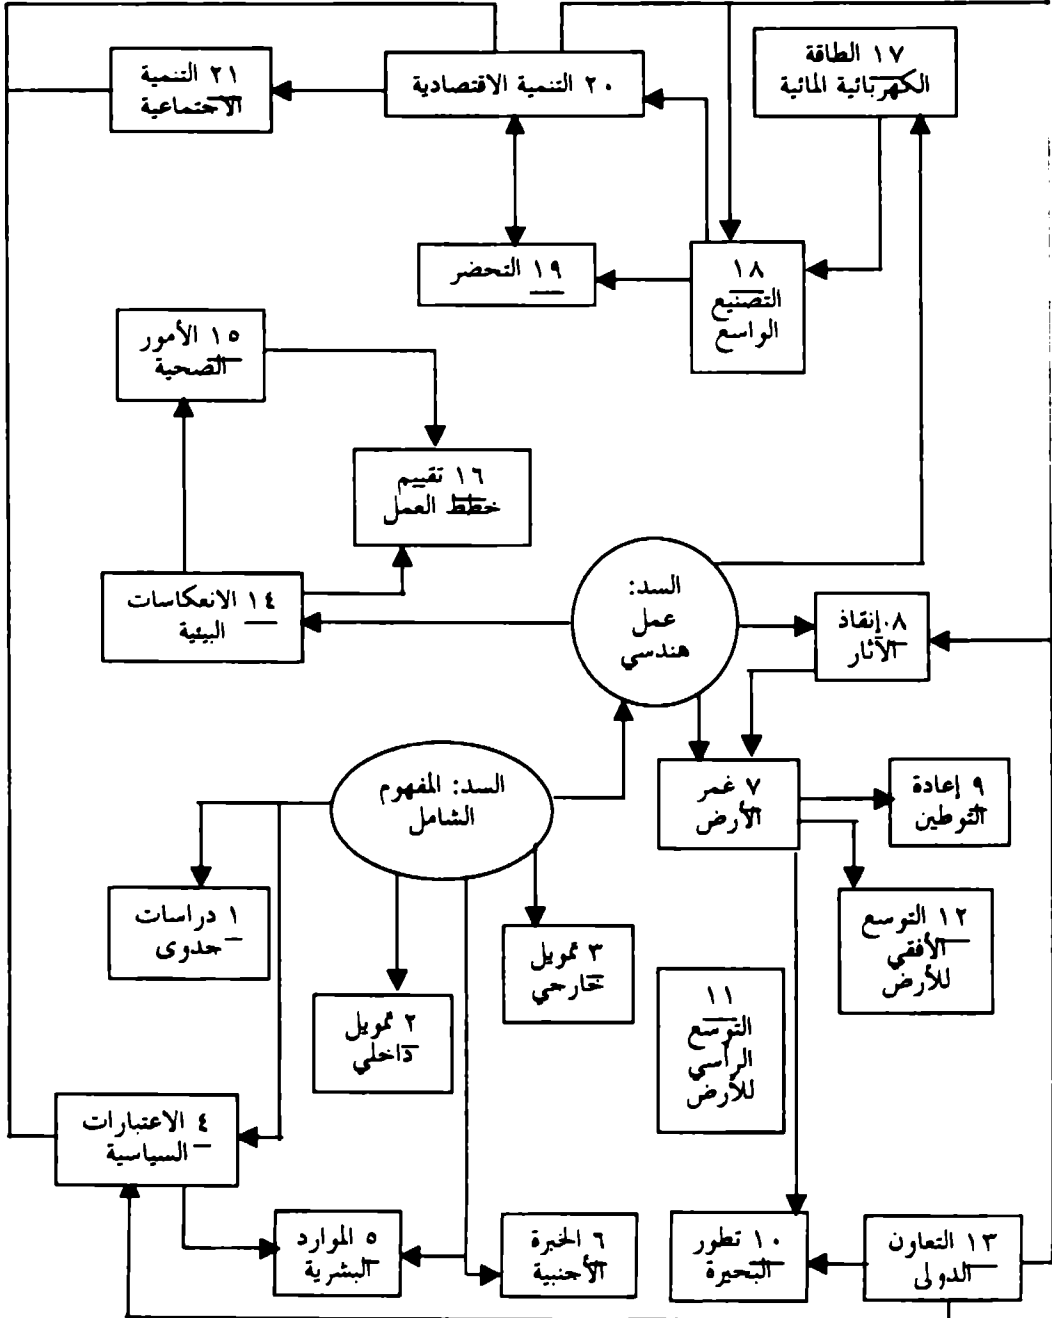 ١٧ الطاقة
الكهربائية المائية
٢٠ التنمية الاقتصادية
٢١ التنمية
الاجتماعية
١٨
التصنيع
الواسع
١٩ التحضر
١٥ الأمور
الصحية
١٦ تقييم
خطط العمل
السد:
عمل
هندسي
٨. إنقاذ
الآثار
١٤ الانعكاسات
البيئية
السد: المفهوم
الشامل
٧ غمر
الأرض
٩ إعادة
التوطين
١ دراسات
جدوى
٣ تمويل
خارجي
١٢ التوسع
الأفقي
للأرض
٢ تمويل
داخلي
١١
التوسع
الرأسي
للأرض
٤ الاعتبارات
السياسية
٥ الموارد
البشرية
٦ الخبرة
الأجنبية
١٠ تطور
البحيرة
١٣ التعاون
الدولى